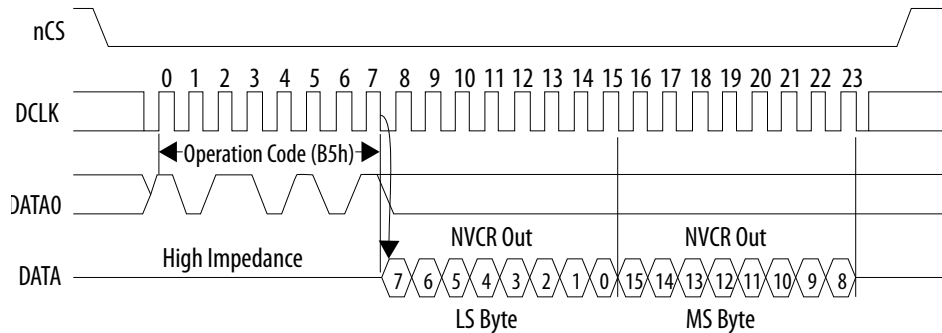 nCS
0 1 2 3 4 5 6 7 8 9 10 11 12 13 14 15 16 17 18 19 20 21 22 23
DCLK
Operation Code (B5h)
DATA0
High Impedance
NVCR Out NVCR Out
DATA
7 6 5 4 3 2 1 0 15 14 13 12 11 10 9 8
LS Byte MS Byte